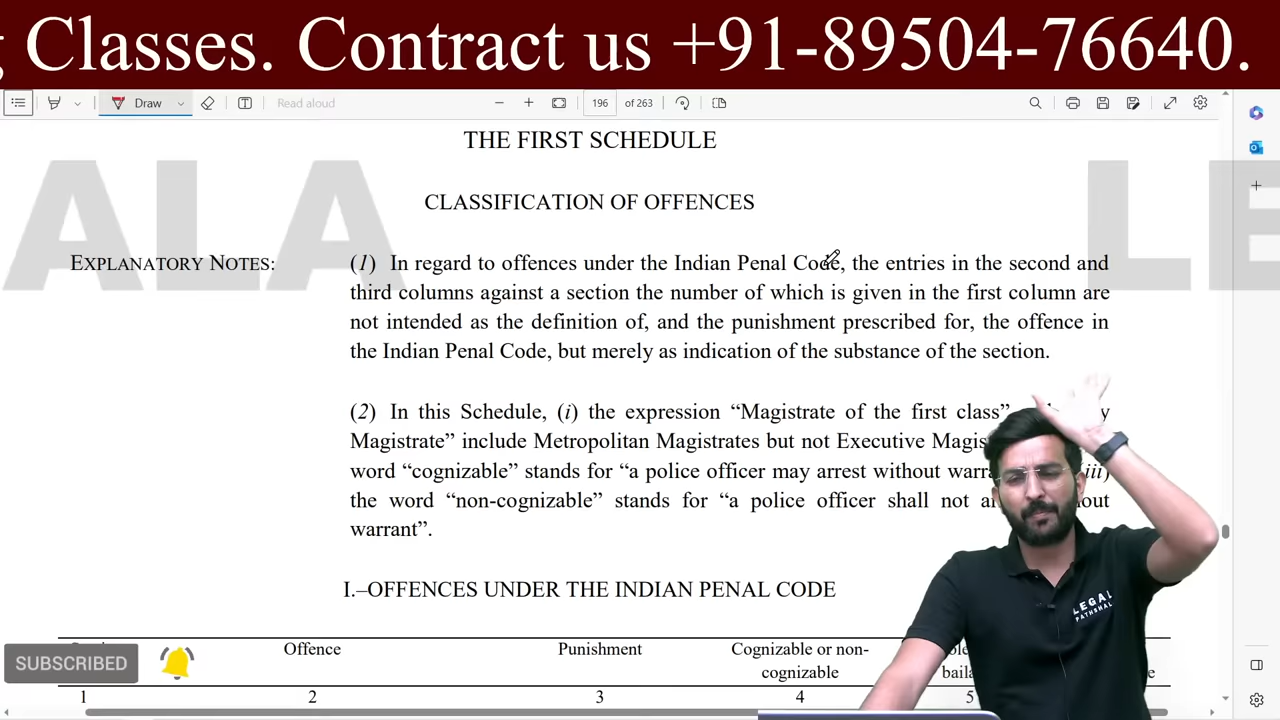 Classes. Contract us +91-89504-76640.
Draw
Read aloud
196 of 263
THE FIRST SCHEDULE
ALA LE
CLASSIFICATION OF OFFENCES
EXPLANATORY NOTES: (1) In regard to offences under the Indian Penal Code, the entries in the second and
third columns against a section the number of which is given in the first column are
not intended as the definition of, and the punishment prescribed for, the offence in
the Indian Penal Code, but merely as indication of the substance of the section.
(2) In this Schedule, (i) the expression “Magistrate of the first class”
Magistrate” include Metropolitan Magistrates but not Executive
word “cognizable” stands for “a police officer may arrest without iii)
the word “non-cognizable” stands for “a police officer shall not
warrant”.
I.–OFFENCES UNDER THE INDIAN PENAL CODE
Offence Punishment Cognizable or non-
cognizable
1 2 3 4 5
SUBSCRIBED
LEGAL
PATHSHALA